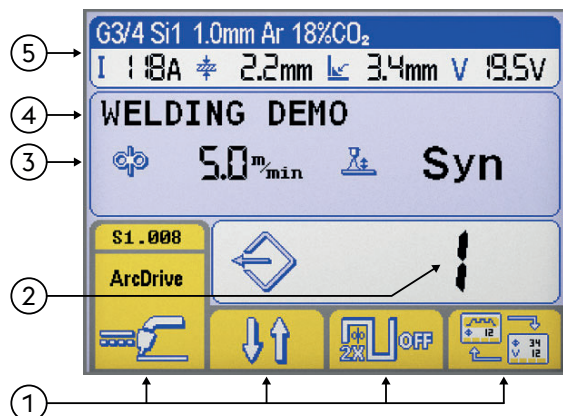 G3/4 Si1 1.0mm Ar 18%CO₂
I 118A 2.2mm 3.4mm V 19.5V
WELDING DEMO
5.0 m/min Syn
S1.008
ArcDrive
1
2X OFF
12
34
V 12
5
4
3
2
1